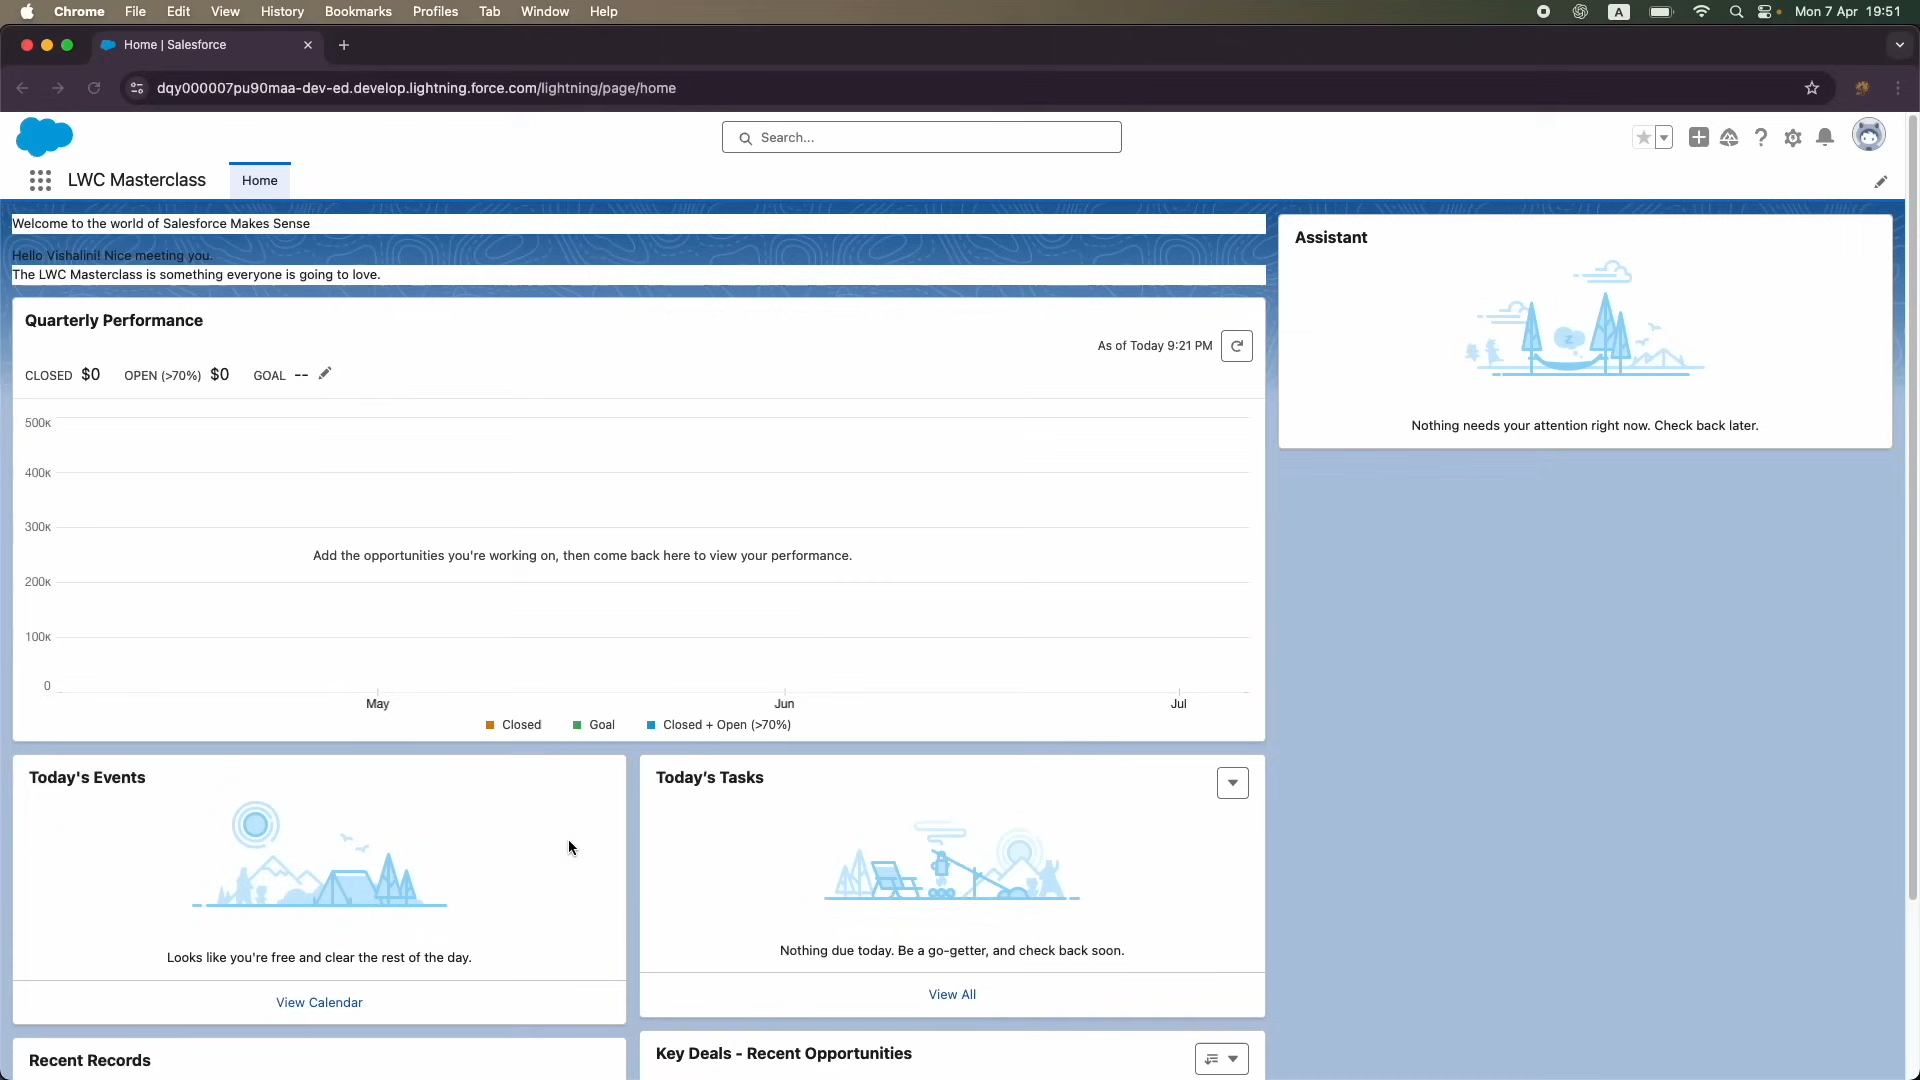 Chrome File Edit View History Bookmarks Profiles Tab Window Help A Mon 7 Apr 19:51
Home | Salesforce
dqy000007pu90maa-dev-ed.develop.lightning.force.com/lightning/page/home
Search...
LWC Masterclass Home
Welcome to the world of Salesforce Makes Sense
Hello Vishalini! Nice meeting you.
The LWC Masterclass is something everyone is going to love.
Assistant
Nothing needs your attention right now. Check back later.
Quarterly Performance
As of Today 9:21 PM
CLOSED $0 OPEN (>70%) $0 GOAL --
500K
400K
300K
Add the opportunities you're working on, then come back here to view your performance.
200K
100K
0
May Jun Jul
Closed Goal Closed + Open (>70%)
Today's Events
Looks like you're free and clear the rest of the day.
View Calendar
Today's Tasks
Nothing due today. Be a go-getter, and check back soon.
View All
Recent Records
Key Deals - Recent Opportunities